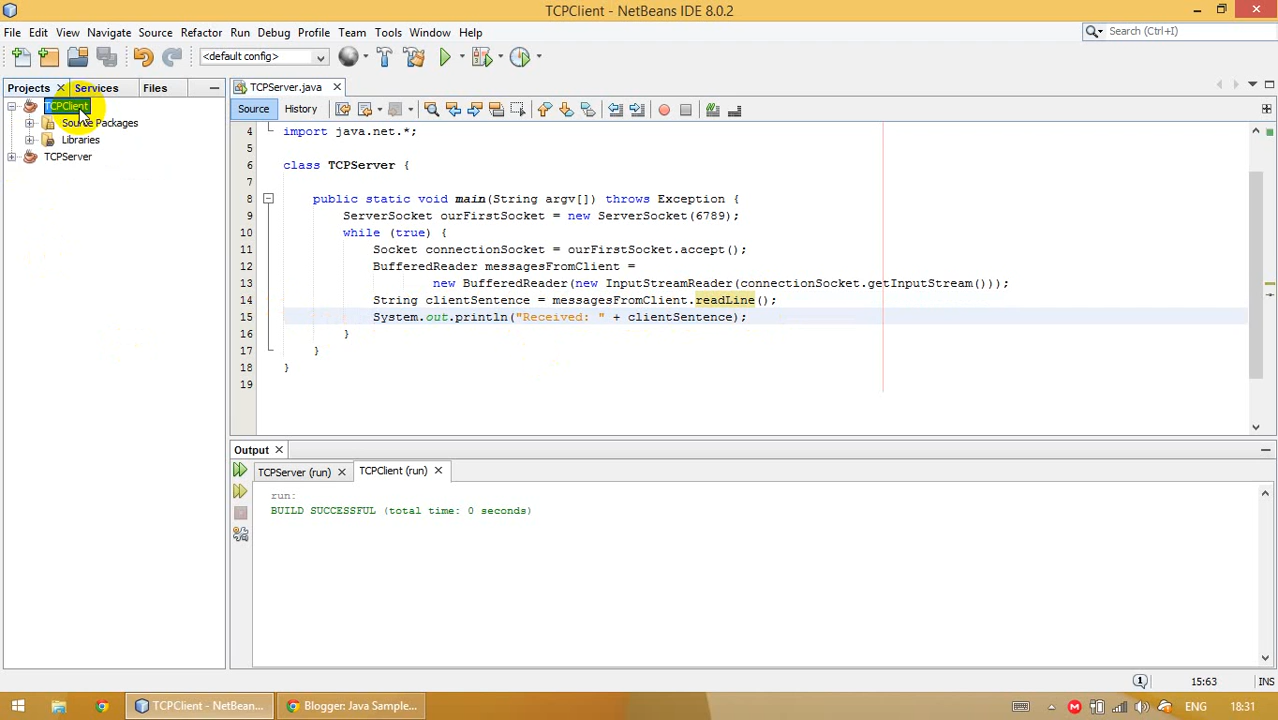 TCPClient - NetBeans IDE 8.0.2
File Edit View Navigate Source Refactor Run Debug Profile Team Tools Window Help
Search (Ctrl+I)
<default config>
Projects Services Files
TCPClient
Source Packages
Libraries
TCPServer
TCPServer.java
Source History
4 import java.net.*;
5
6 class TCPServer {
7
8 public static void main(String argv[]) throws Exception {
9 ServerSocket ourFirstSocket = new ServerSocket(6789);
10 while (true) {
11 Socket connectionSocket = ourFirstSocket.accept();
12 BufferedReader messagesFromClient =
13 new BufferedReader(new InputStreamReader(connectionSocket.getInputStream()));
14 String clientSentence = messagesFromClient.readLine();
15 System.out.println("Received: " + clientSentence);
16 }
17 }
18 }
19
Output
TCPServer (run) TCPClient (run)
run:
BUILD SUCCESSFUL (total time: 0 seconds)
15:63 INS
TCPClient - NetBean... Blogger: Java Sample... ENG 18:31